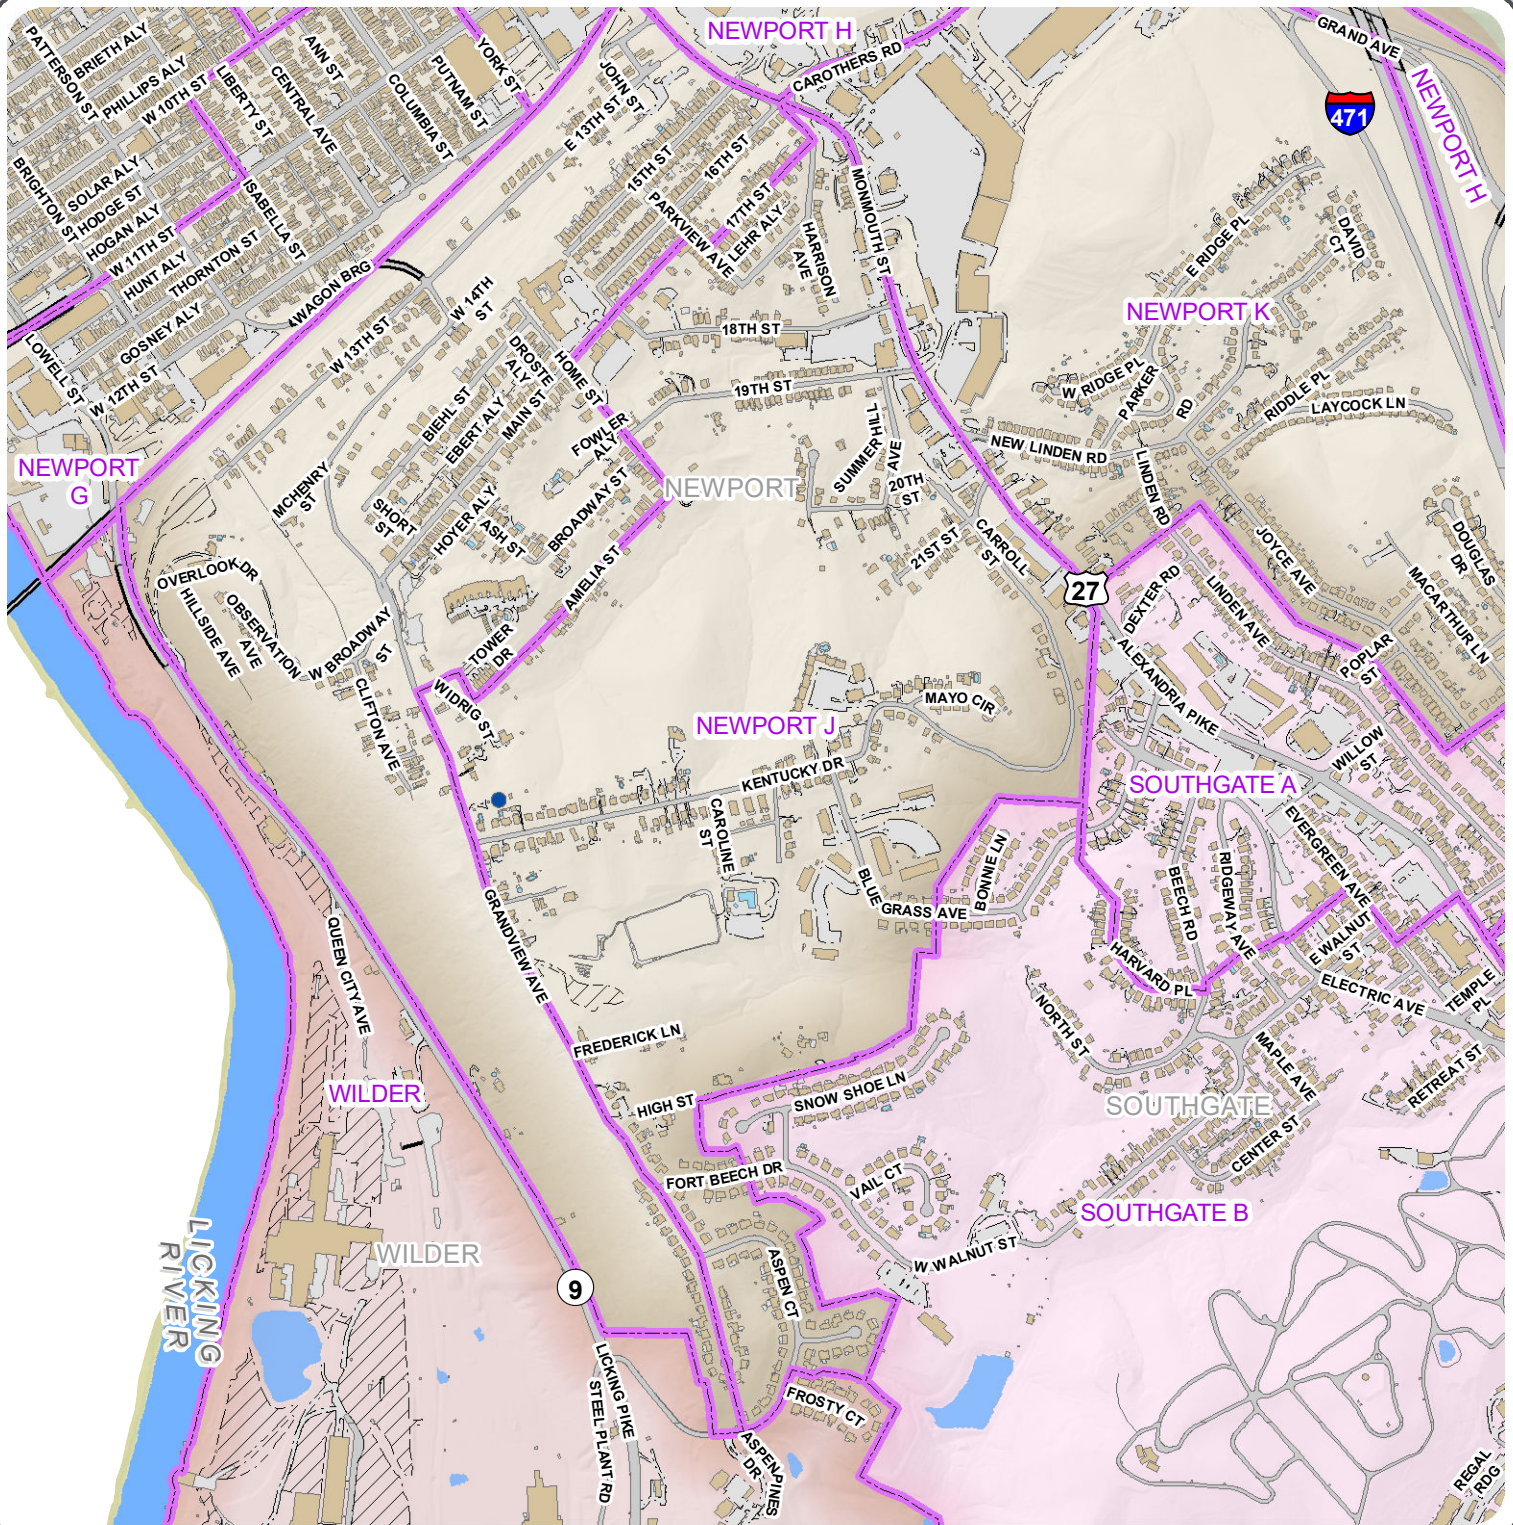 NEWPORT H
GRAND AVE
PATTERSON ST
BRIETH ALY
PHILLIPS ALY
W 10TH ST
LIBERTY ST
CENTRAL AVE
ANN ST
COLUMBIA ST
PUTNAM ST
YORK ST
JOHN ST
E 13TH ST
CAROTHERS RD
471
NEWPORT H
BRIGHTON ST
SOLAR ALY
HODGE ST
HOGAN ALY
W 11TH ST
HUNT ALY
THORNTON ST
ISABELLA ST
GOSNEY ALY
WAGON BRG
W 12TH ST
LOWELL ST
W 13TH ST
W 14TH
ST
15TH ST
16TH ST
17TH ST
PARKVIEW AVE
LEHR ALY
HARRISON
AVE
MONMOUTH ST
E RIDGE PL
DAVID
CT
NEWPORT K
18TH ST
19TH ST
DROSTE
ALY
HOME ST
BIEHL ST
EBERT ALY
MAIN ST
FOWLER
ALY
BROADWAY ST
W RIDGE PL
PARKER
RD
RIDDLE PL
LAYCOCK LN
NEW LINDEN RD
LINDEN RD
SUMMER
HILL
AVE
20TH
ST
NEWPORT
G
NEWPORT
MCHENRY
ST
SHORT
ST
HOYER ALY
ASH ST
AMELIA ST
21ST ST
CARROLL
ST
27
JOYCE AVE
DOUGLAS
DR
MACARTHUR LN
OVERLOOK DR
HILLSIDE AVE
OBSERVATION
AVE
W BROADWAY
ST
TOWER
DR
WIDRIG ST
CLIFTON AVE
DEXTER RD
LINDEN AVE
POPLAR
ST
ALEXANDRIA PIKE
MAYO CIR
NEWPORT J
KENTUCKY DR
CAROLINE
ST
WILLOW
ST
SOUTHGATE A
EVERGREEN AVE
BLUE
GRASS AVE
BONNIE LN
BEECH RD
RIDGEWAY AVE
HARVARD PL
E WALNUT
ST
ELECTRIC AVE
TEMPLE
PL
GRANDVIEW AVE
QUEEN CITY AVE
FREDERICK LN
NORTH ST
MAPLE AVE
RETREAT ST
WILDER
HIGH ST
SNOW SHOE LN
SOUTHGATE
CENTER ST
FORT BEECH DR
VAIL CT
SOUTHGATE B
W WALNUT ST
LICKING
RIVER
WILDER
9
ASPEN CT
LICKING PIKE
STEEL PLANT RD
FROSTY CT
ASPEN PINES
DR
REGAL
RDG